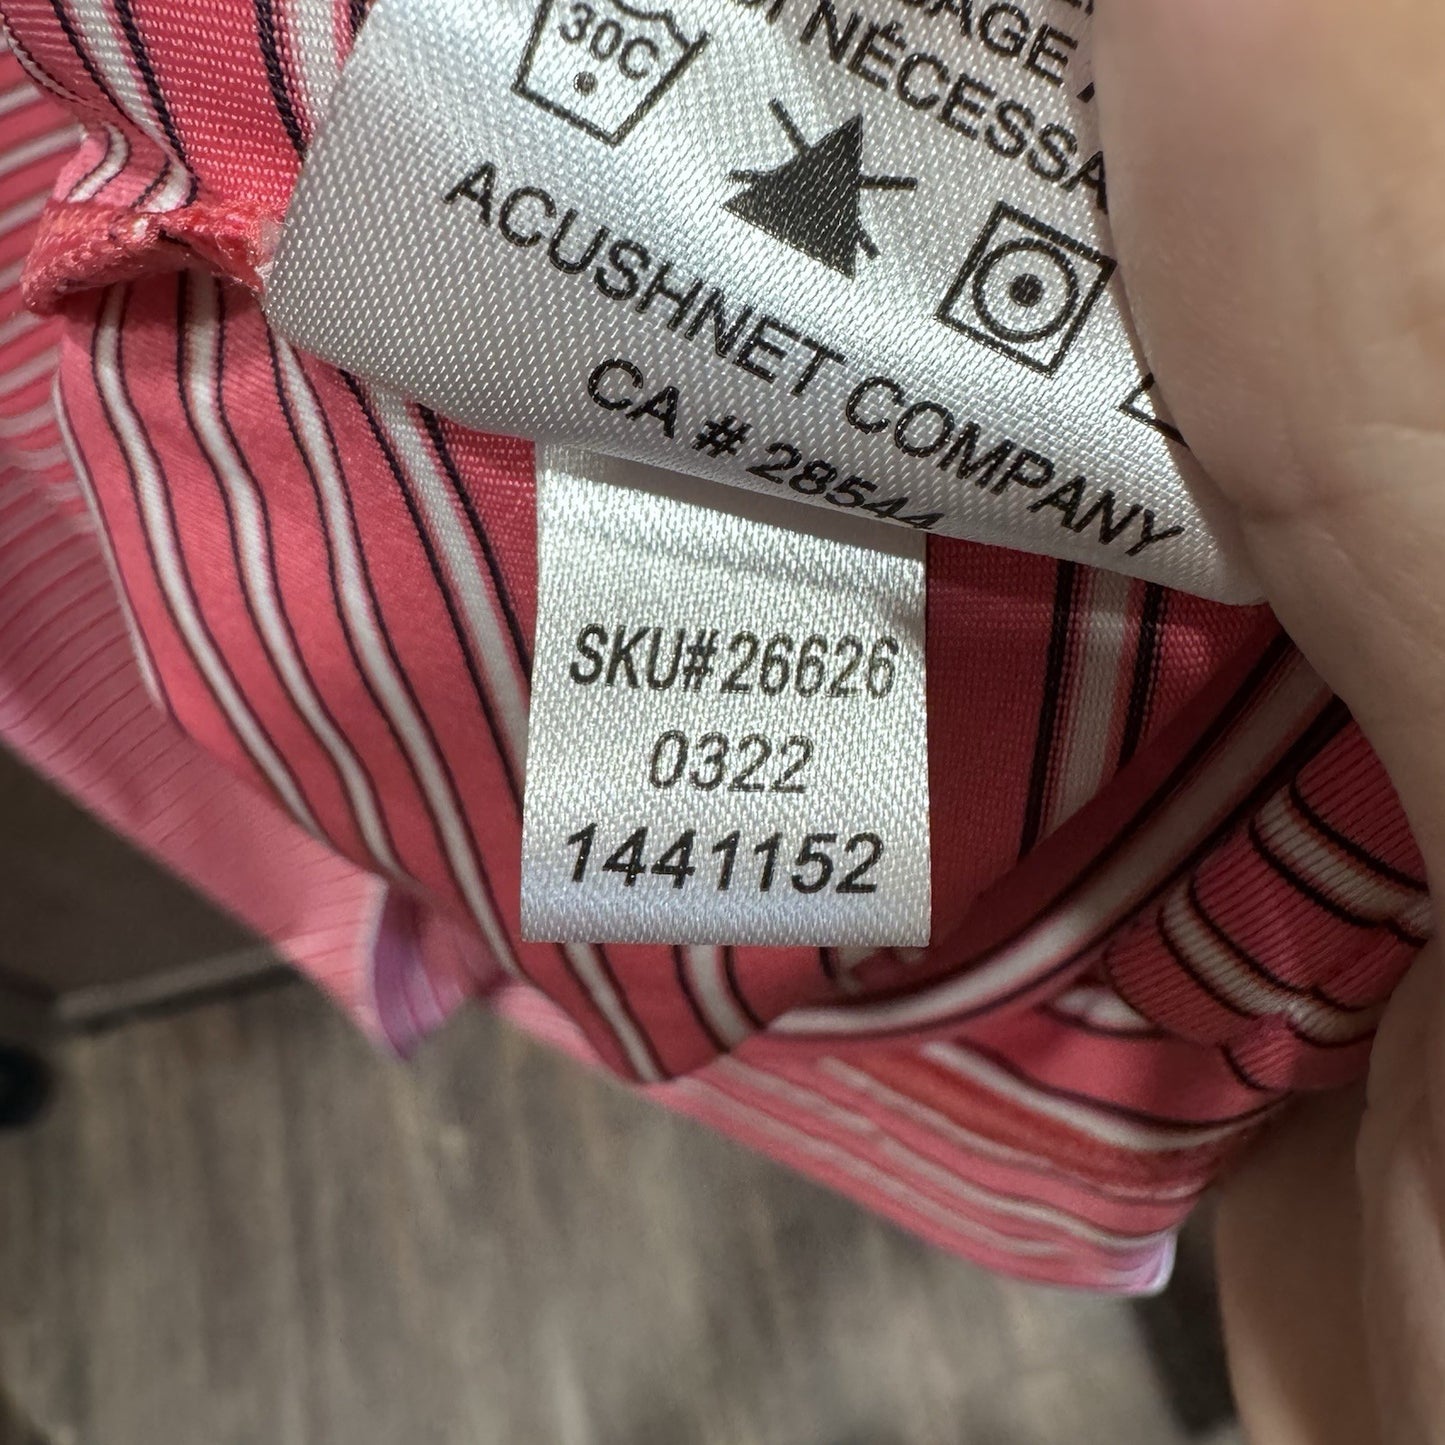 NÉCESSA
30C
ACUSHNET COMPANY
CA # 28544
SKU#26626
0322
1441152